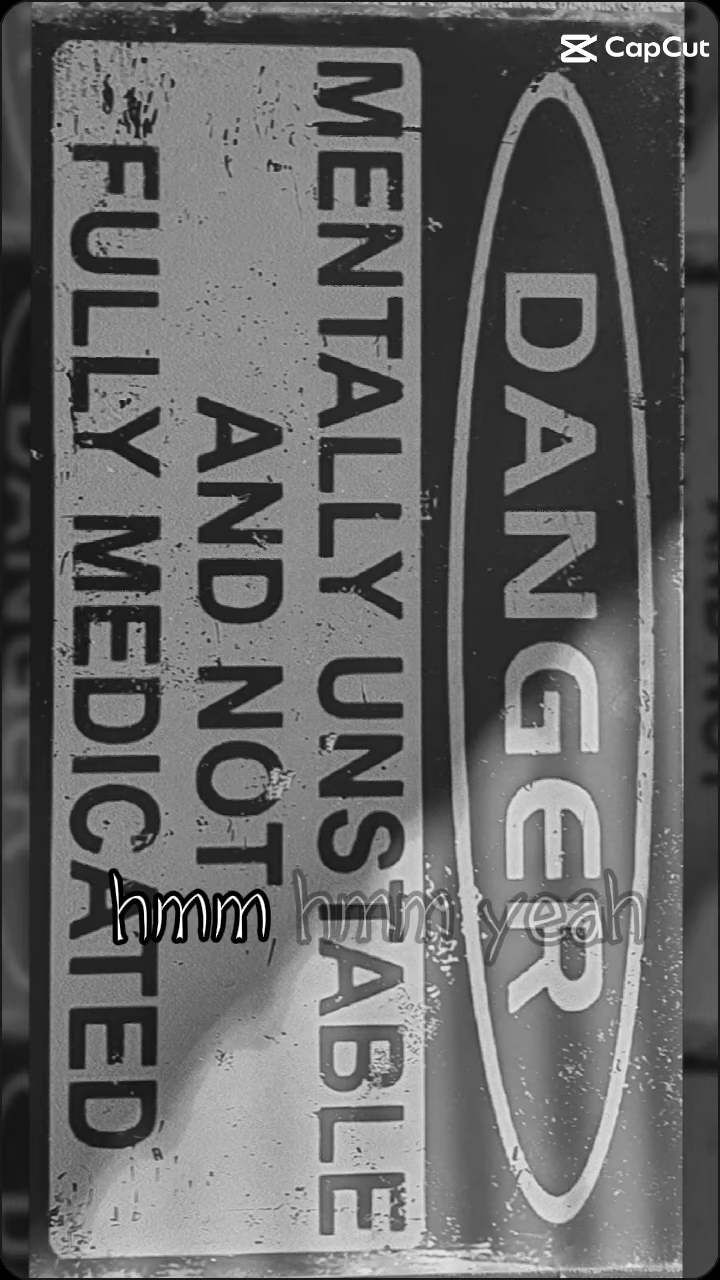 CapCut
DANGER
MENTALLY UNSTABLE
AND NOT
FULLY MEDICATED
hmm hmm yeah